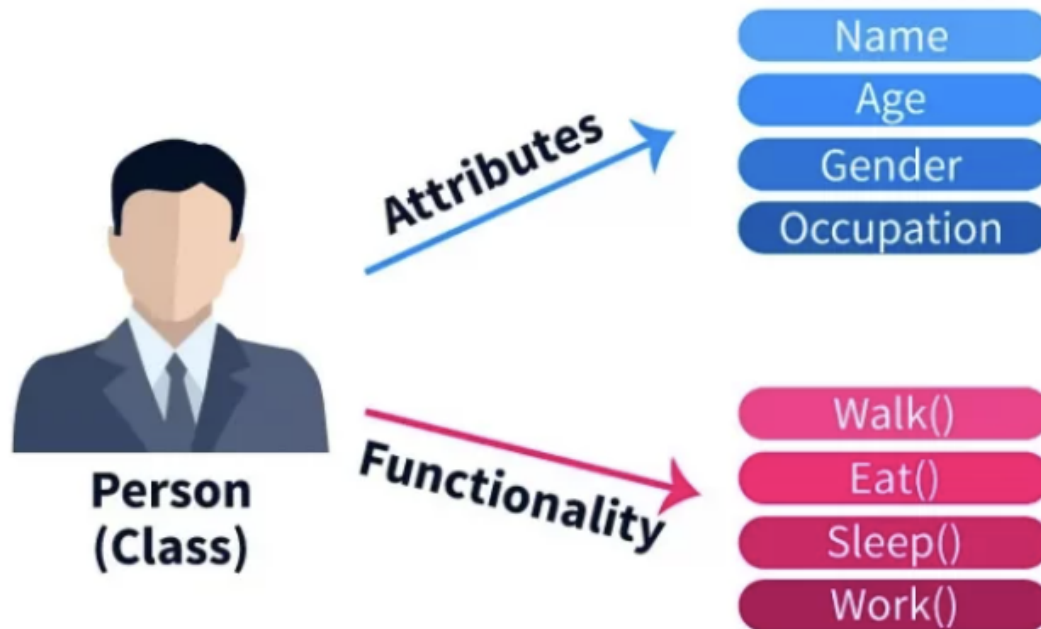 Name
Age
Gender
Occupation
Attributes
Person
(Class)
Functionality
Walk()
Eat()
Sleep()
Work()